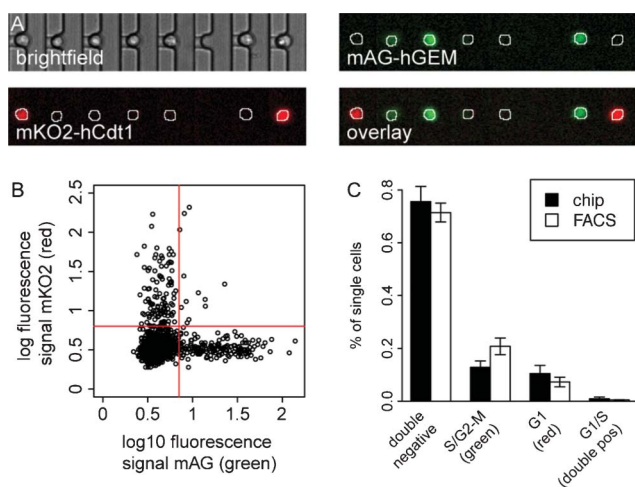 A
brightfield
mAG-hGEM
mKO2-hCdt1
overlay
B
log fluorescence
signal mKO2 (red)
2.5
2
1.5
1.0
0.5
0
0
0.5
1.0
1.5
2
log10 fluorescence
signal mAG (green)
C
% of single cells
0.8
0.6
0.4
0.2
0.0
chip
FACS
double
negative
S/G2-M
(green)
G1
(red)
G1/S
(double pos)